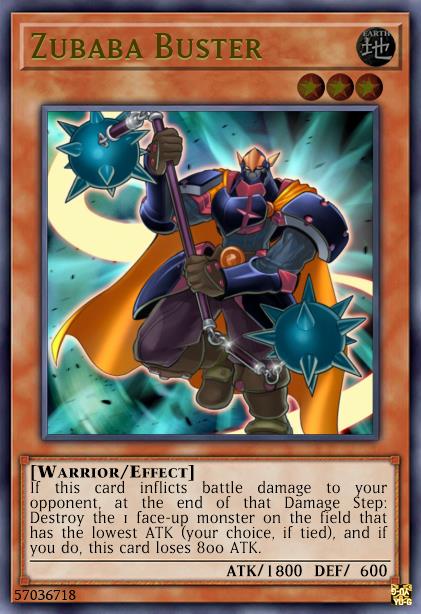 ZUBABA BUSTER
EARTH
地
[WARRIOR/EFFECT]
If this card inflicts battle damage to your
opponent, at the end of that Damage Step:
Destroy the 1 face-up monster on the field that
has the lowest ATK (your choice, if tied), and if
you do, this card loses 800 ATK.
ATK/1800 DEF/ 600
57036718